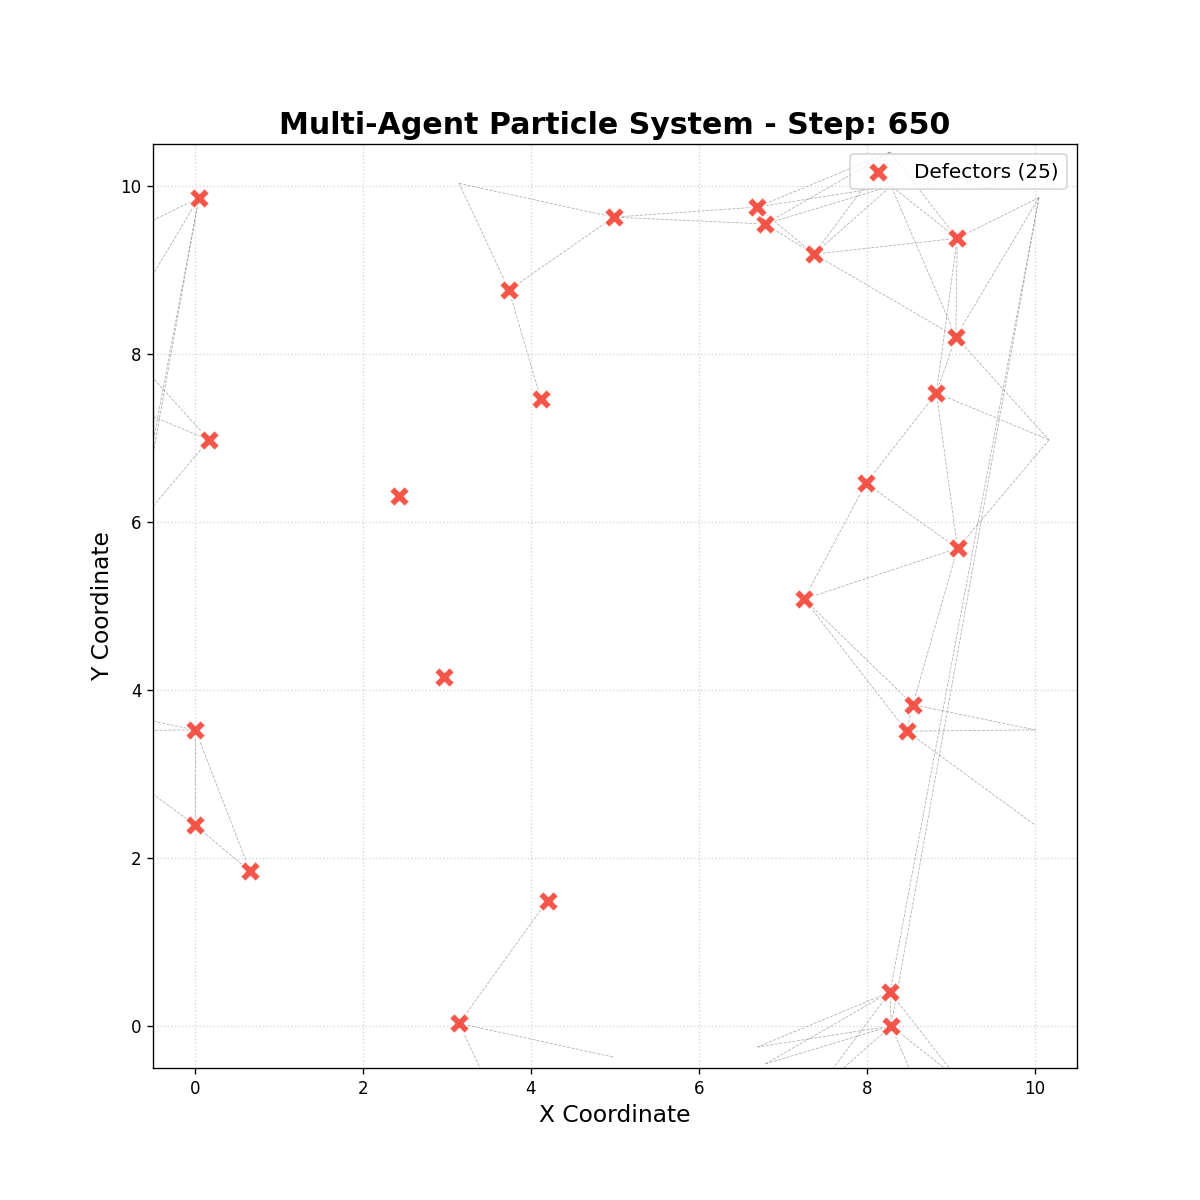 Multi-Agent Particle System - Step: 650
Defectors (25)
10
8
6
4
2
0
Y Coordinate
0 2 4 6 8 10
X Coordinate